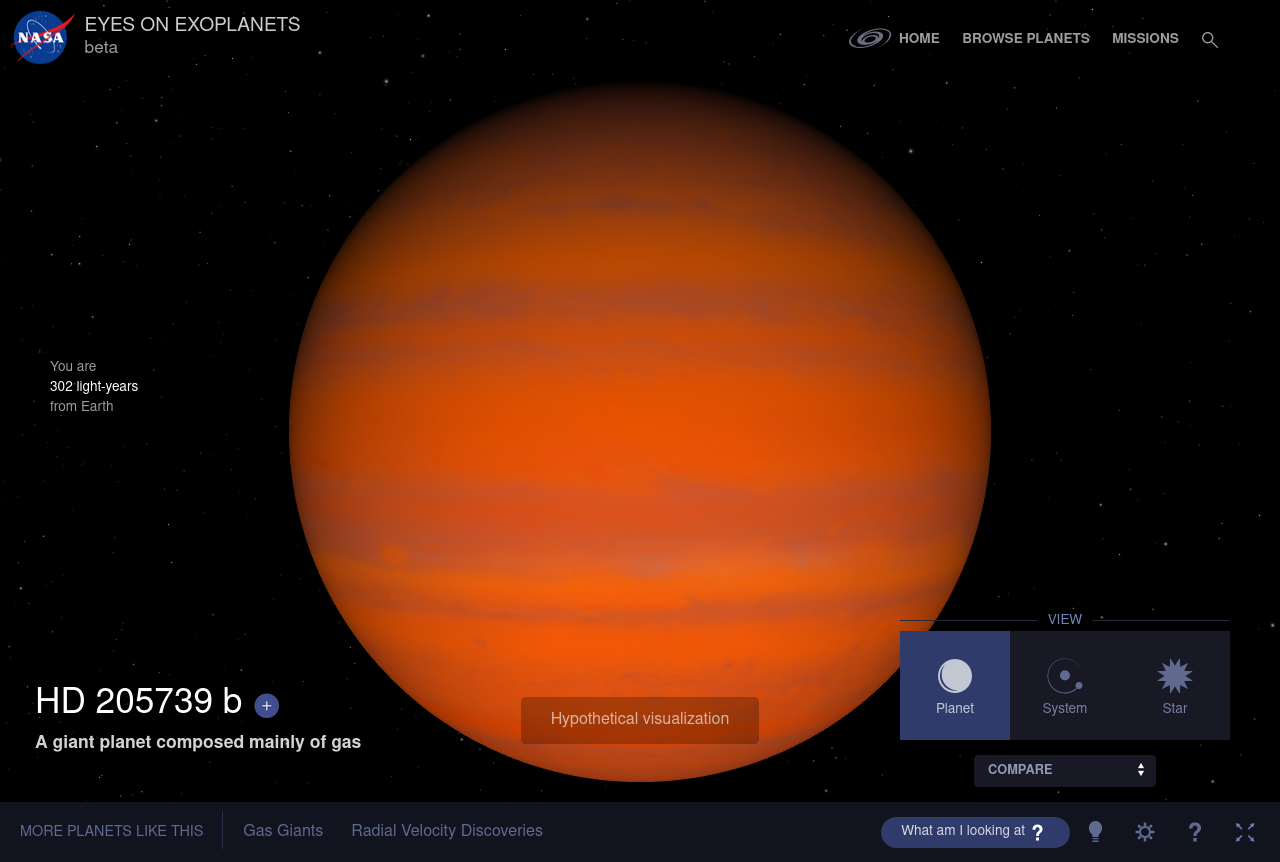 NASA
EYES ON EXOPLANETS
beta
HOME
BROWSE PLANETS
MISSIONS
You are
302 light-years
from Earth
VIEW
Planet
System
Star
HD 205739 b +
A giant planet composed mainly of gas
Hypothetical visualization
COMPARE
MORE PLANETS LIKE THIS
Gas Giants
Radial Velocity Discoveries
What am I looking at ?
?